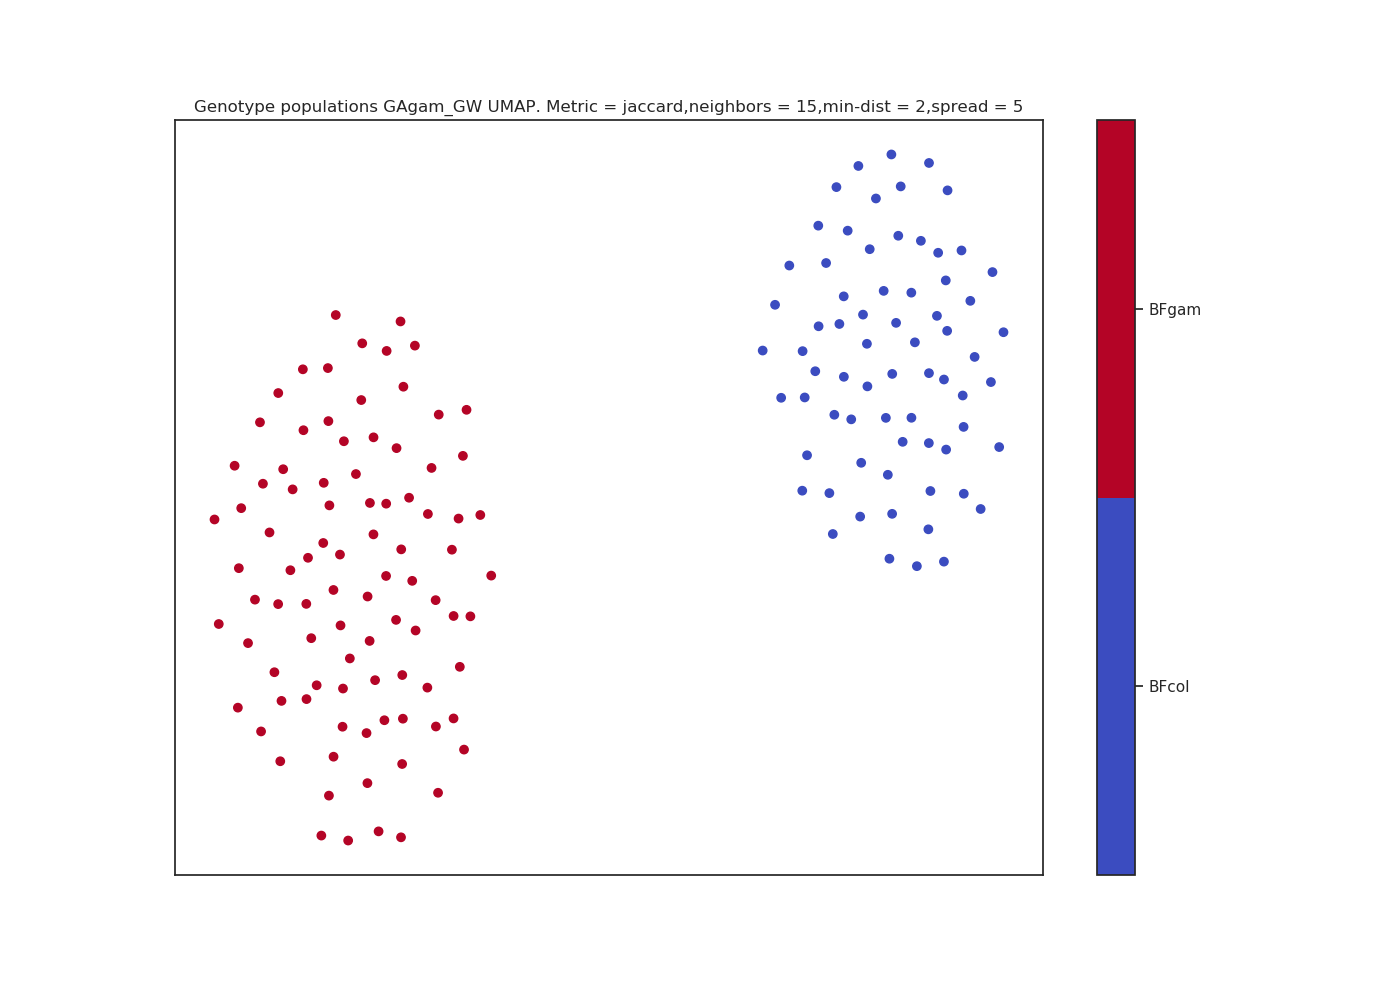 Genotype populations GAgam_GW UMAP. Metric = jaccard,neighbors = 15,min-dist = 2,spread = 5
BFgam
BFcol